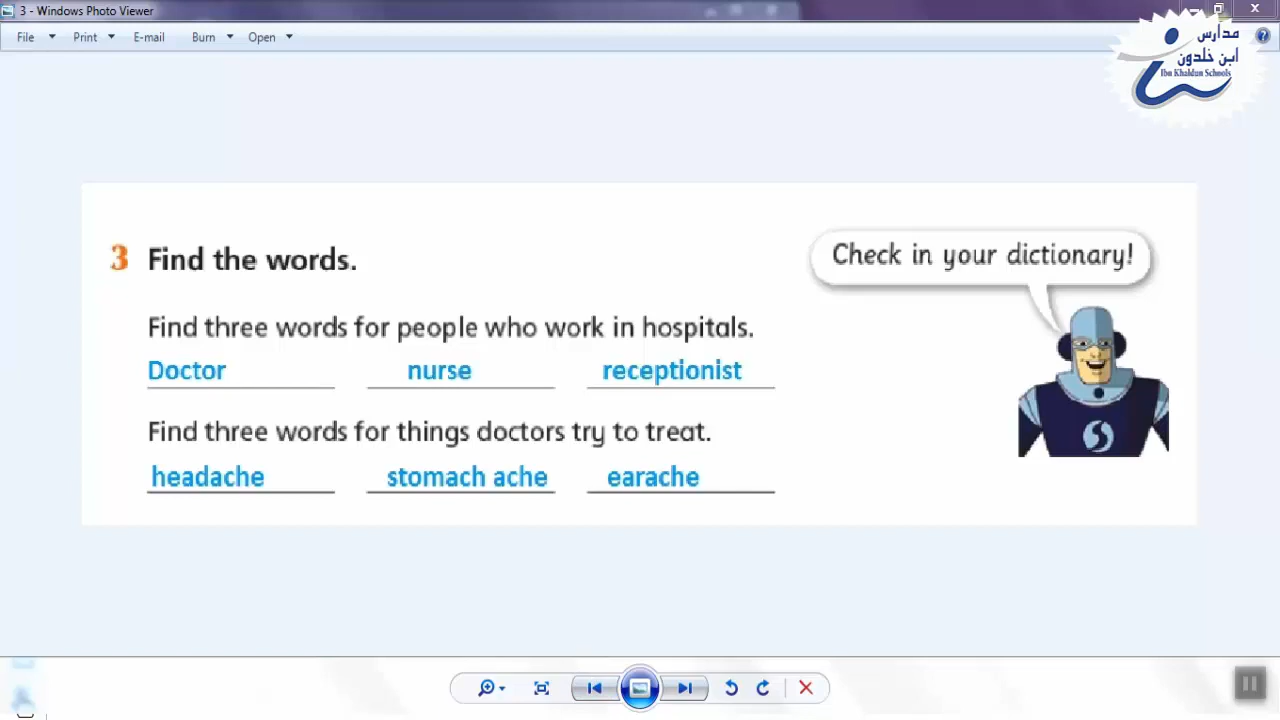 3 - Windows Photo Viewer
File Print E-mail Burn Open
مدارس
ابن خلدون
Ibn Khaldun Schools
3 Find the words.
Check in your dictionary!
Find three words for people who work in hospitals.
Doctor nurse receptionist
Find three words for things doctors try to treat.
headache stomach ache earache